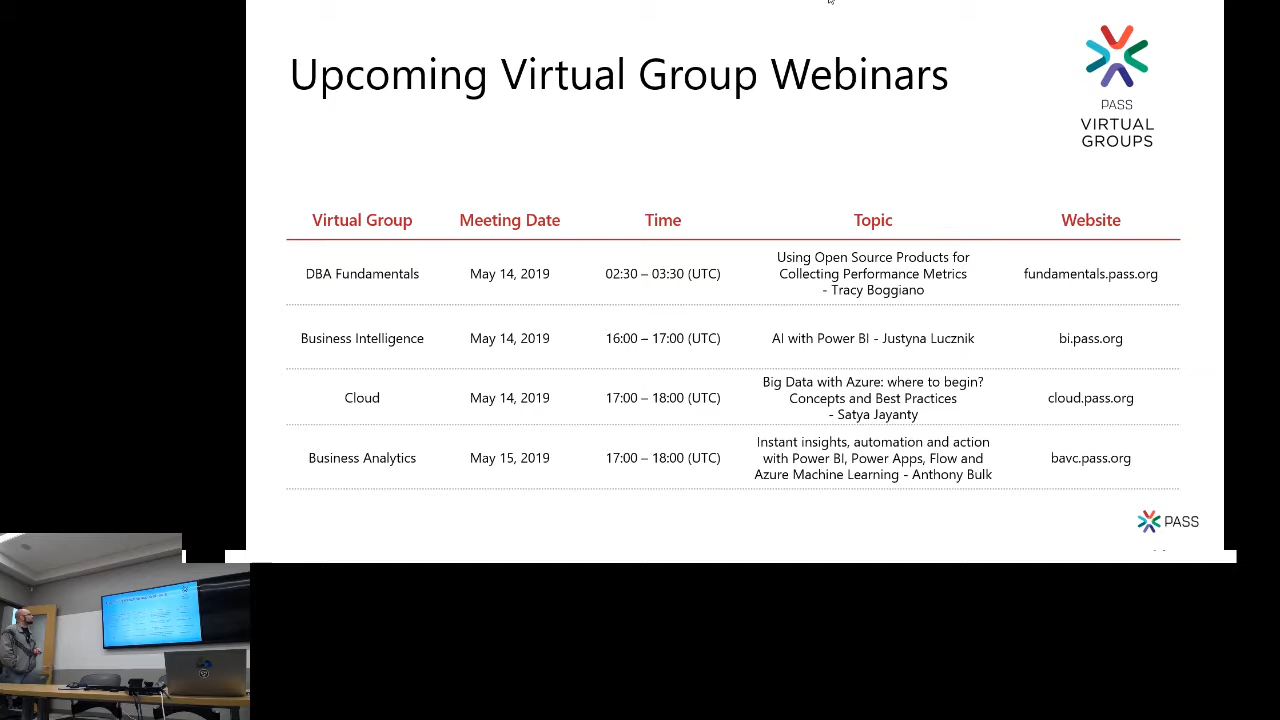 Upcoming Virtual Group Webinars
PASS
VIRTUAL
GROUPS
Virtual Group Meeting Date Time Topic Website
DBA Fundamentals May 14, 2019 02:30 – 03:30 (UTC) Using Open Source Products for
Collecting Performance Metrics
- Tracy Boggiano fundamentals.pass.org
Business Intelligence May 14, 2019 16:00 – 17:00 (UTC) AI with Power BI - Justyna Lucznik bi.pass.org
Cloud May 14, 2019 17:00 – 18:00 (UTC) Big Data with Azure: where to begin?
Concepts and Best Practices
- Satya Jayanty cloud.pass.org
Business Analytics May 15, 2019 17:00 – 18:00 (UTC) Instant insights, automation and action
with Power BI, Power Apps, Flow and
Azure Machine Learning - Anthony Bulk bavc.pass.org
PASS